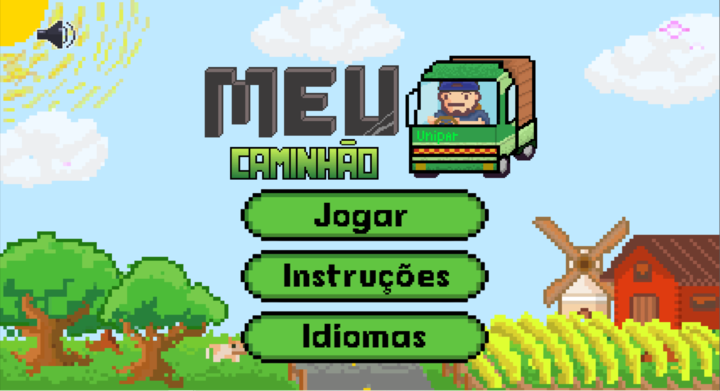 MEU
CAMINHÃO
Unipar
Jogar
Instruções
Idiomas